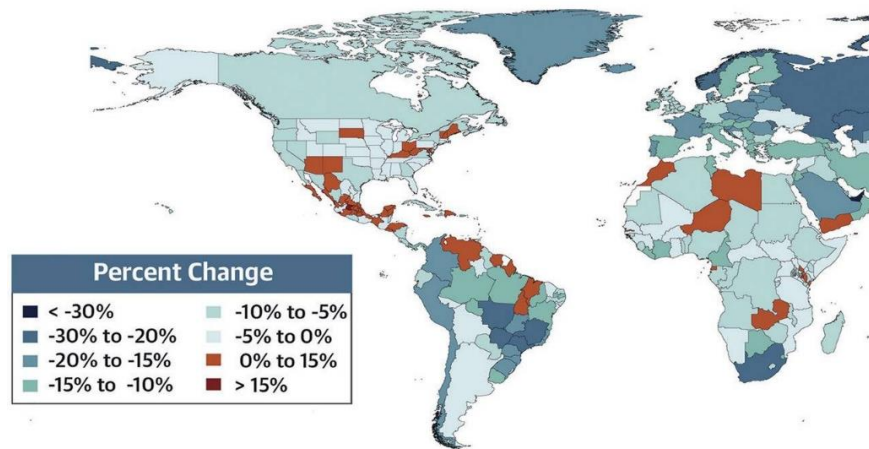 Percent Change
< -30%
-30% to -20%
-20% to -15%
-15% to -10%
-10% to -5%
-5% to 0%
0% to 15%
> 15%